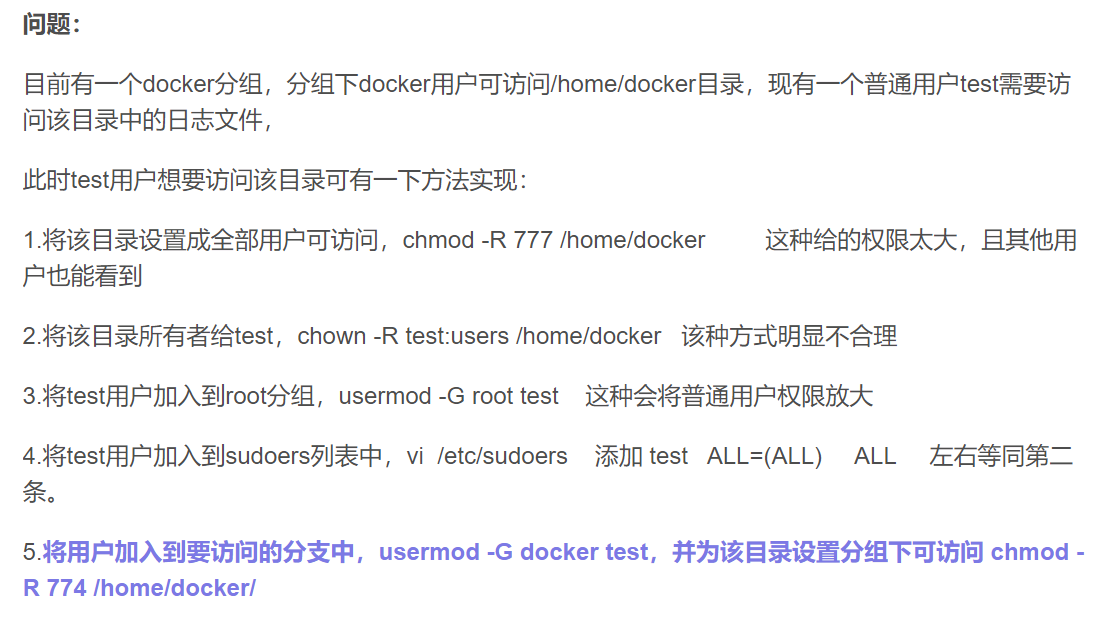 问题：
目前有一个docker分组，分组下docker用户可访问/home/docker目录，现有一个普通用户test需要访
问该目录中的日志文件，
此时test用户想要访问该目录可有一下方法实现：
1.将该目录设置成全部用户可访问，chmod -R 777 /home/docker 这种给的权限太大，且其他用
户也能看到
2.将该目录所有者给test，chown -R test:users /home/docker 该种方式明显不合理
3.将test用户加入到root分组，usermod -G root test 这种会将普通用户权限放大
4.将test用户加入到sudoers列表中，vi /etc/sudoers 添加 test ALL=(ALL) ALL 左右等同第二
条。
5.将用户加入到要访问的分支中，usermod -G docker test，并为该目录设置分组下可访问 chmod -
R 774 /home/docker/